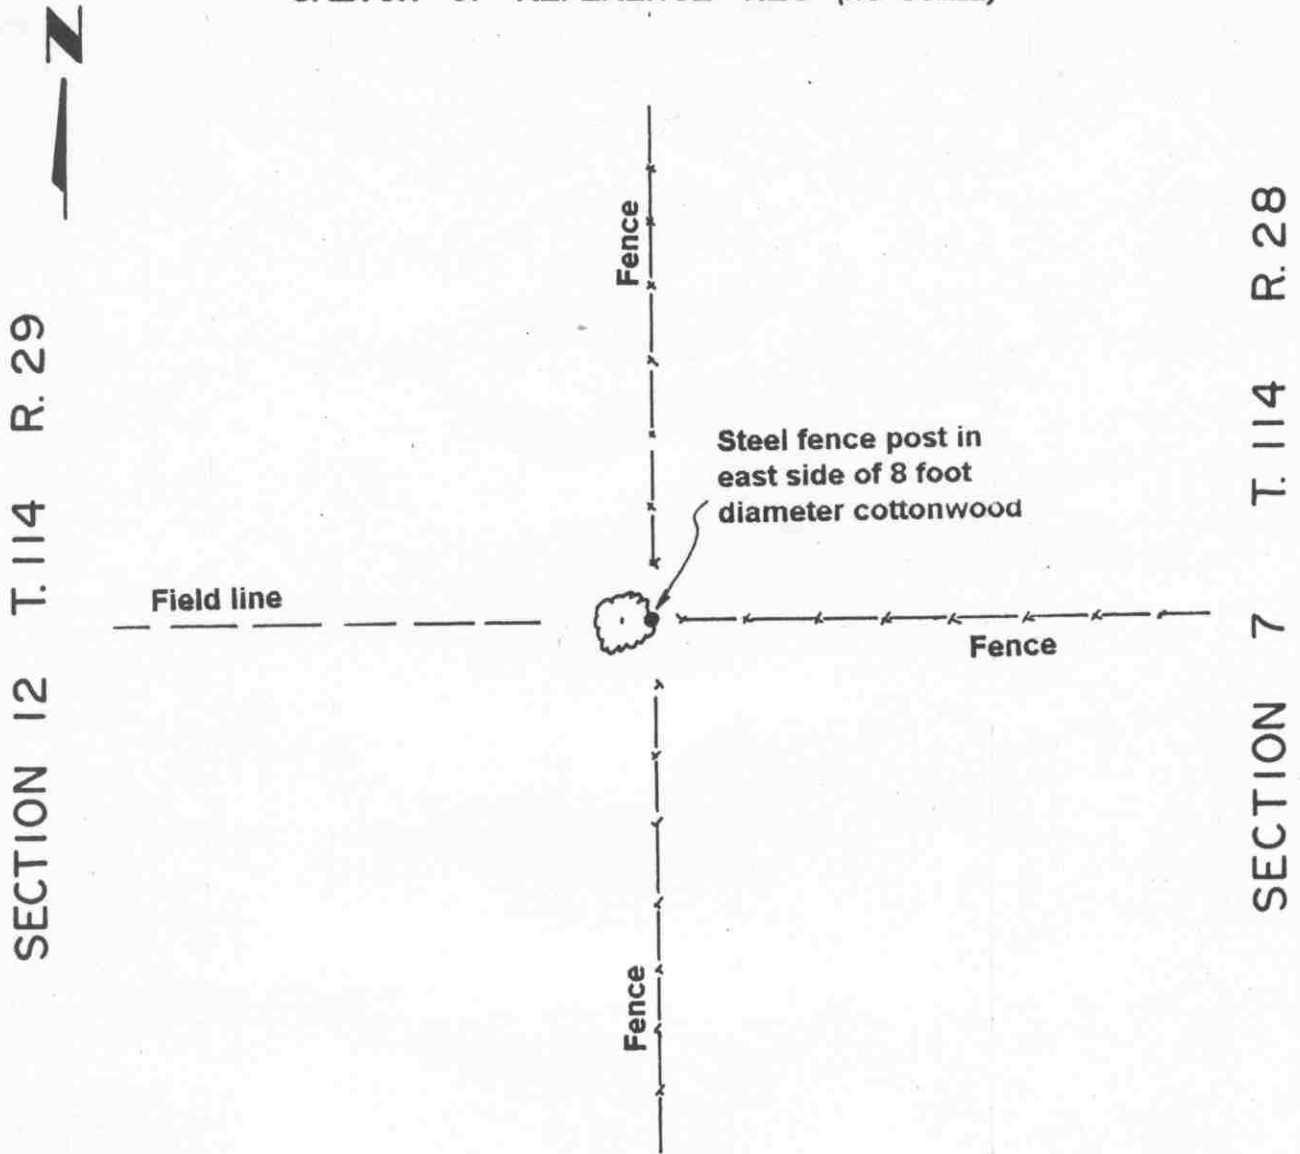 N
Fence
SECTION 12 T. 114 R. 29
SECTION 7 T. 114 R. 28
Steel fence post in
east side of 8 foot
diameter cottonwood
Field line
Fence
Fence